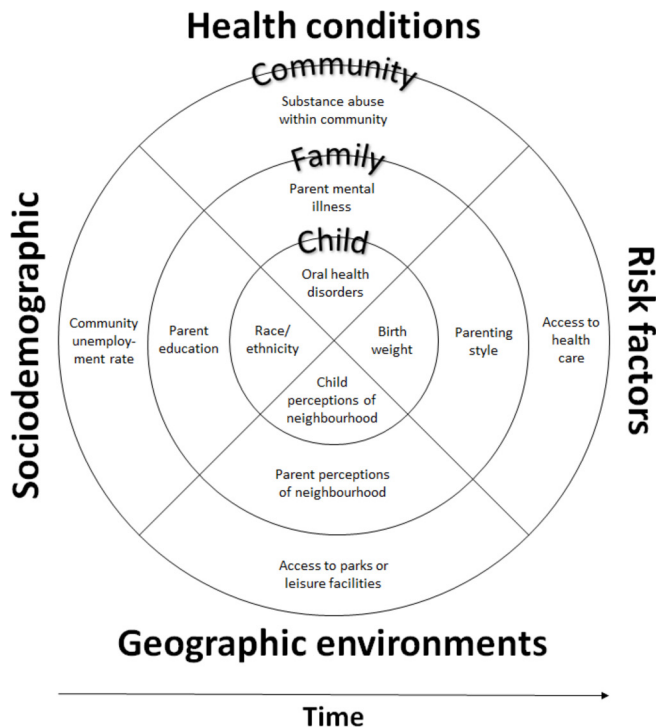 Health conditions
Community
Substance abuse
within community
Family
Parent mental
illness
Child
Oral health
disorders
Sociodemographic
Community
unemploy-
ment rate
Parent
education
Race/
ethnicity
Birth
weight
Parenting
style
Access to
health
care
Risk factors
Child
perceptions of
neighbourhood
Parent perceptions
of neighbourhood
Access to parks or
leisure facilities
Geographic environments
Time